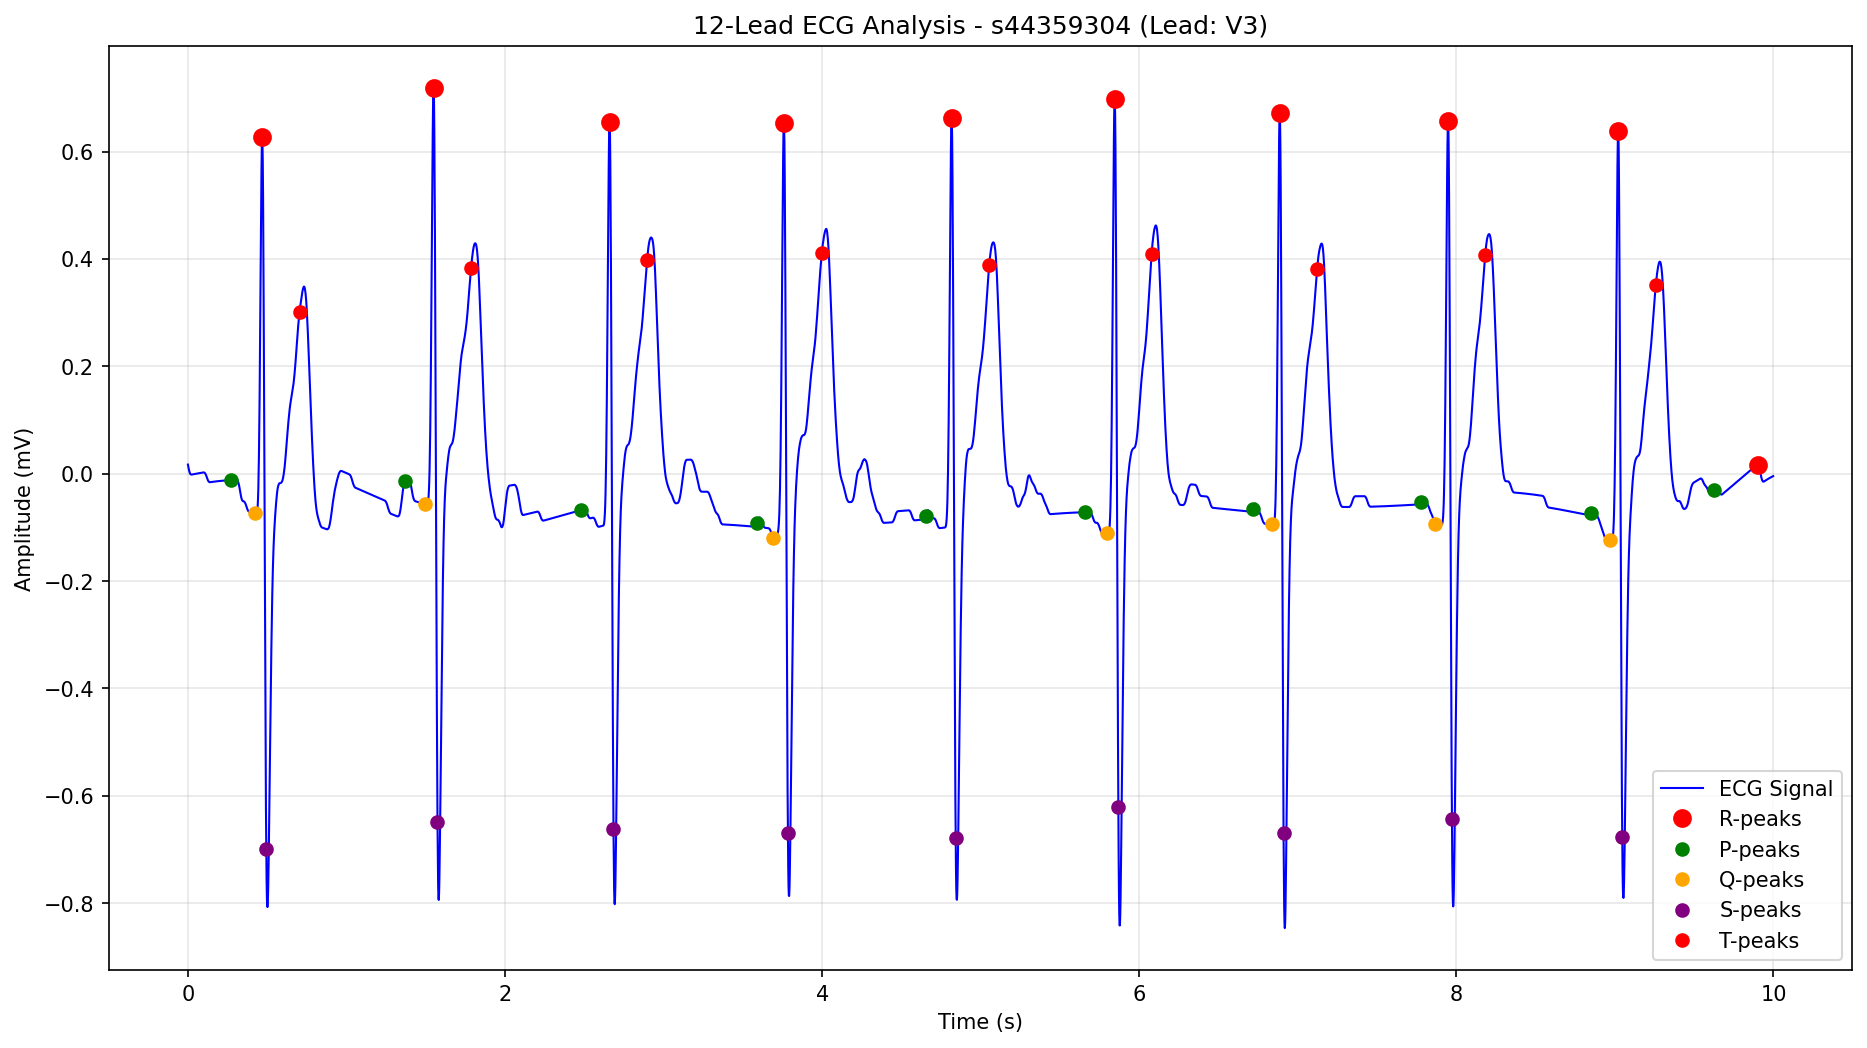 12-Lead ECG Analysis - s44359304 (Lead: V3)
Amplitude (mV)
0.6
0.4
0.2
0.0
−0.2
−0.4
−0.6
−0.8
0 2 4 6 8 10
Time (s)
ECG Signal
R-peaks
P-peaks
Q-peaks
S-peaks
T-peaks